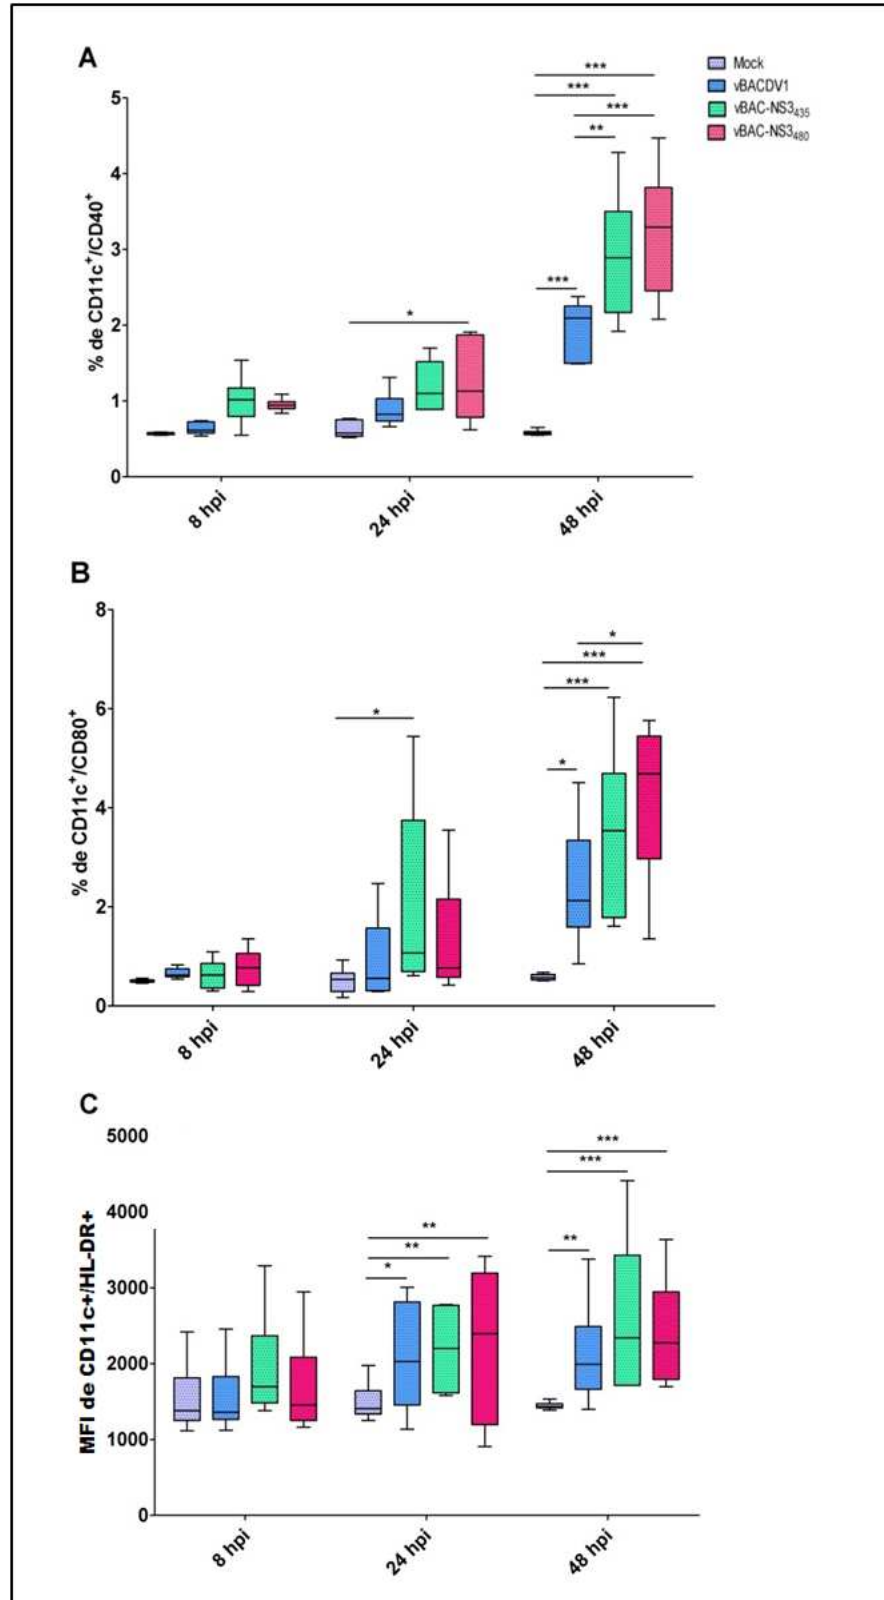 A
Mock
vBACDV1
vBAC-NS3435
vBAC-NS3480
% de CD11c+/CD40+
5
4
3
2
1
0
*
***
***
***
***
**
8 hpi
24 hpi
48 hpi
B
% de CD11c+/CD80+
8
6
4
2
0
*
*
***
***
*
8 hpi
24 hpi
48 hpi
C
MFI de CD11c+/HL-DR+
5000
4000
3000
2000
1000
0
**
**
*
***
***
**
8 hpi
24 hpi
48 hpi